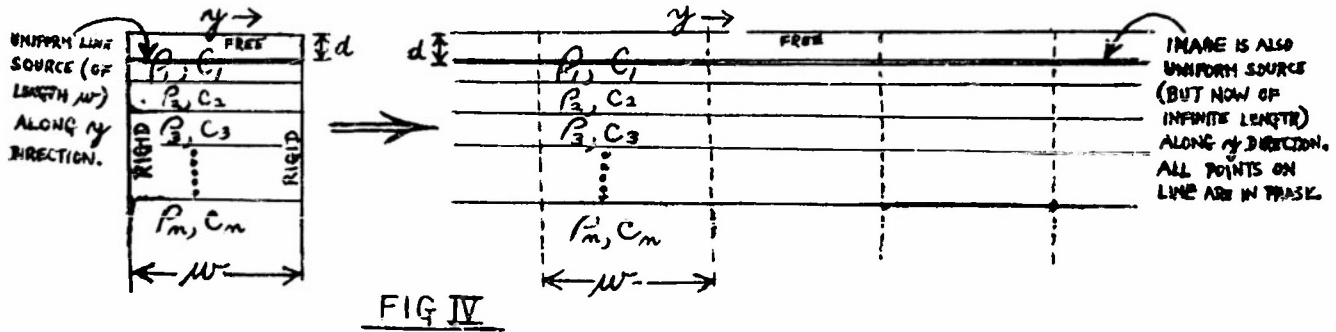 y →
UNIFORM LINE
SOURCE (OF
LENGTH w)
ALONG y
DIRECTION.
FREE
d
ρ₁, C₁
ρ₂, C₂
ρ₃, C₃
RIGID
RIGID
ρₙ, Cₙ
w
y →
FREE
d
ρ₁, C₁
ρ₂, C₂
ρ₃, C₃
ρₙ, Cₙ
w
IMAGE IS ALSO
UNIFORM SOURCE
(BUT NOW OF
INFINITE LENGTH)
ALONG y DIRECTION.
ALL POINTS ON
LINE ARE IN PHASE.
FIG IV